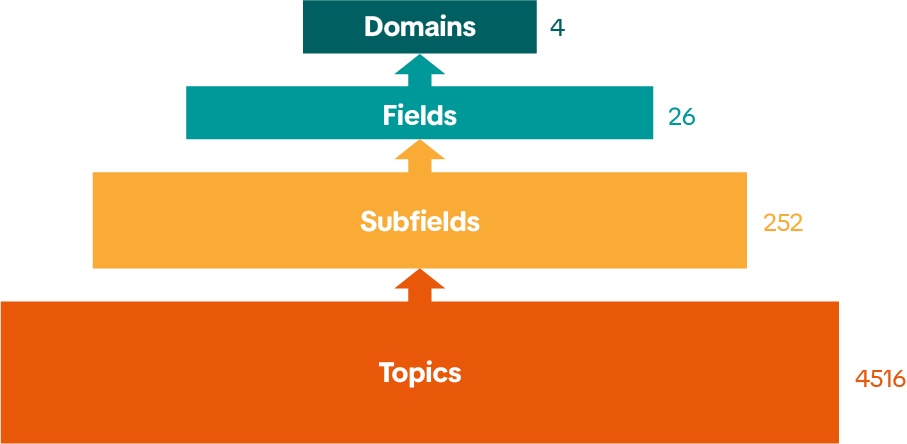 Domains 4
Fields 26
Subfields 252
Topics 4516